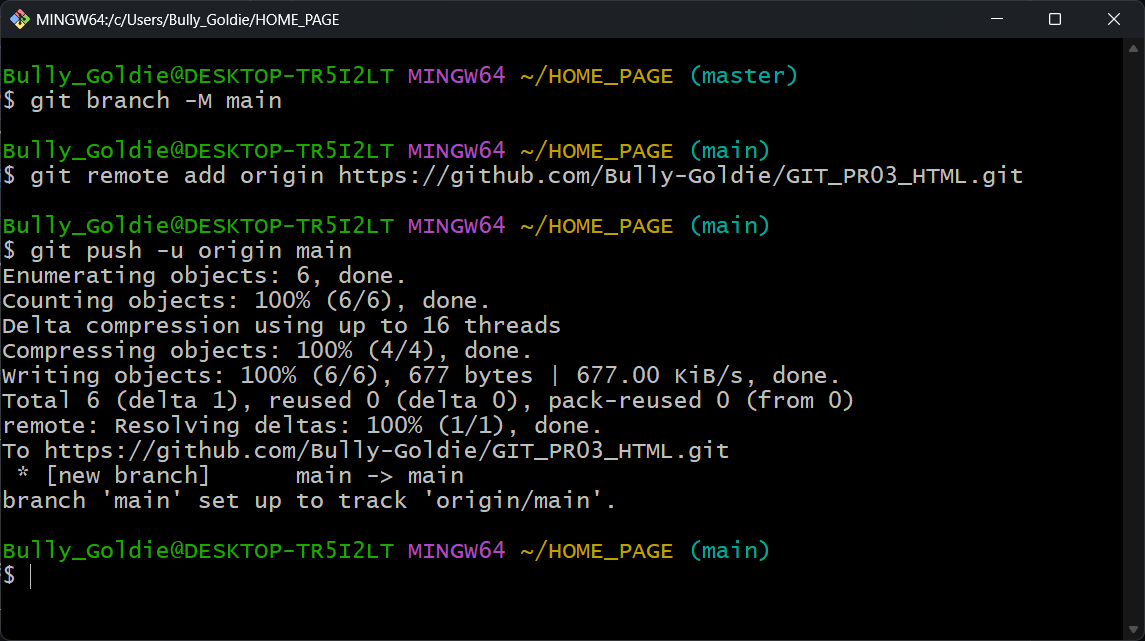 MINGW64:/c/Users/Bully_Goldie/HOME_PAGE
Bully_Goldie@DESKTOP-TR5I2LT MINGW64 ~/HOME_PAGE (master)
$ git branch -M main
Bully_Goldie@DESKTOP-TR5I2LT MINGW64 ~/HOME_PAGE (main)
$ git remote add origin https://github.com/Bully-Goldie/GIT_PR03_HTML.git
Bully_Goldie@DESKTOP-TR5I2LT MINGW64 ~/HOME_PAGE (main)
$ git push -u origin main
Enumerating objects: 6, done.
Counting objects: 100% (6/6), done.
Delta compression using up to 16 threads
Compressing objects: 100% (4/4), done.
Writing objects: 100% (6/6), 677 bytes | 677.00 KiB/s, done.
Total 6 (delta 1), reused 0 (delta 0), pack-reused 0 (from 0)
remote: Resolving deltas: 100% (1/1), done.
To https://github.com/Bully-Goldie/GIT_PR03_HTML.git
 * [new branch]      main -> main
branch 'main' set up to track 'origin/main'.
Bully_Goldie@DESKTOP-TR5I2LT MINGW64 ~/HOME_PAGE (main)
$